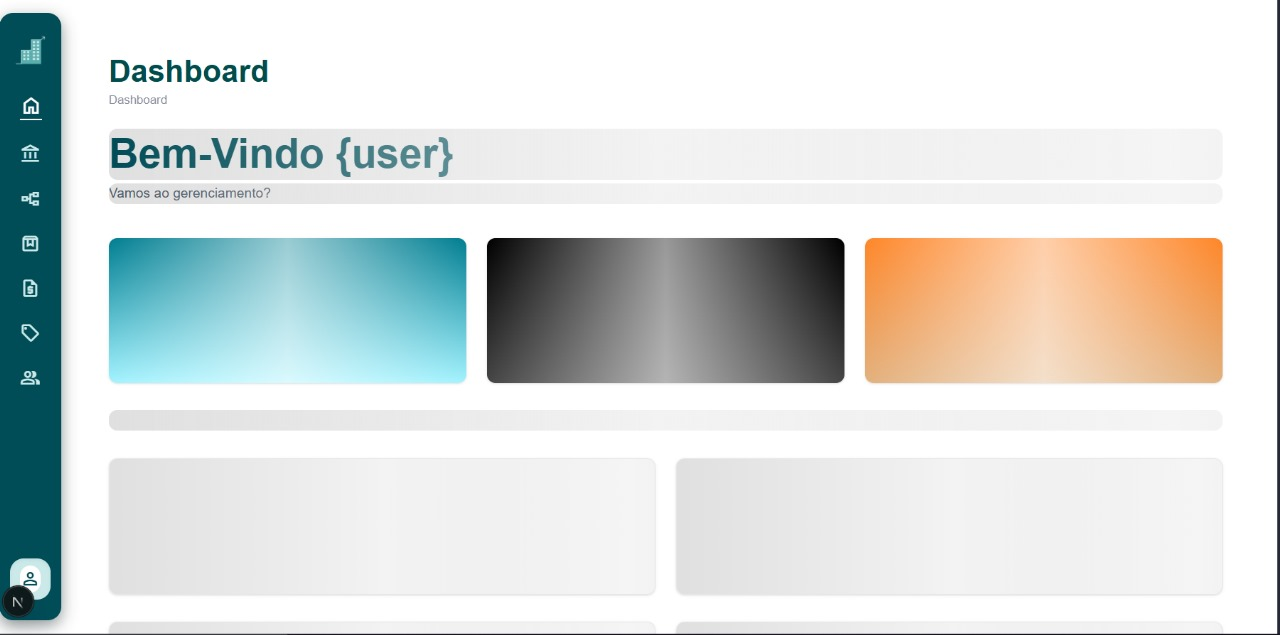 Dashboard
Dashboard
Bem-Vindo {user}
Vamos ao gerenciamento?
N